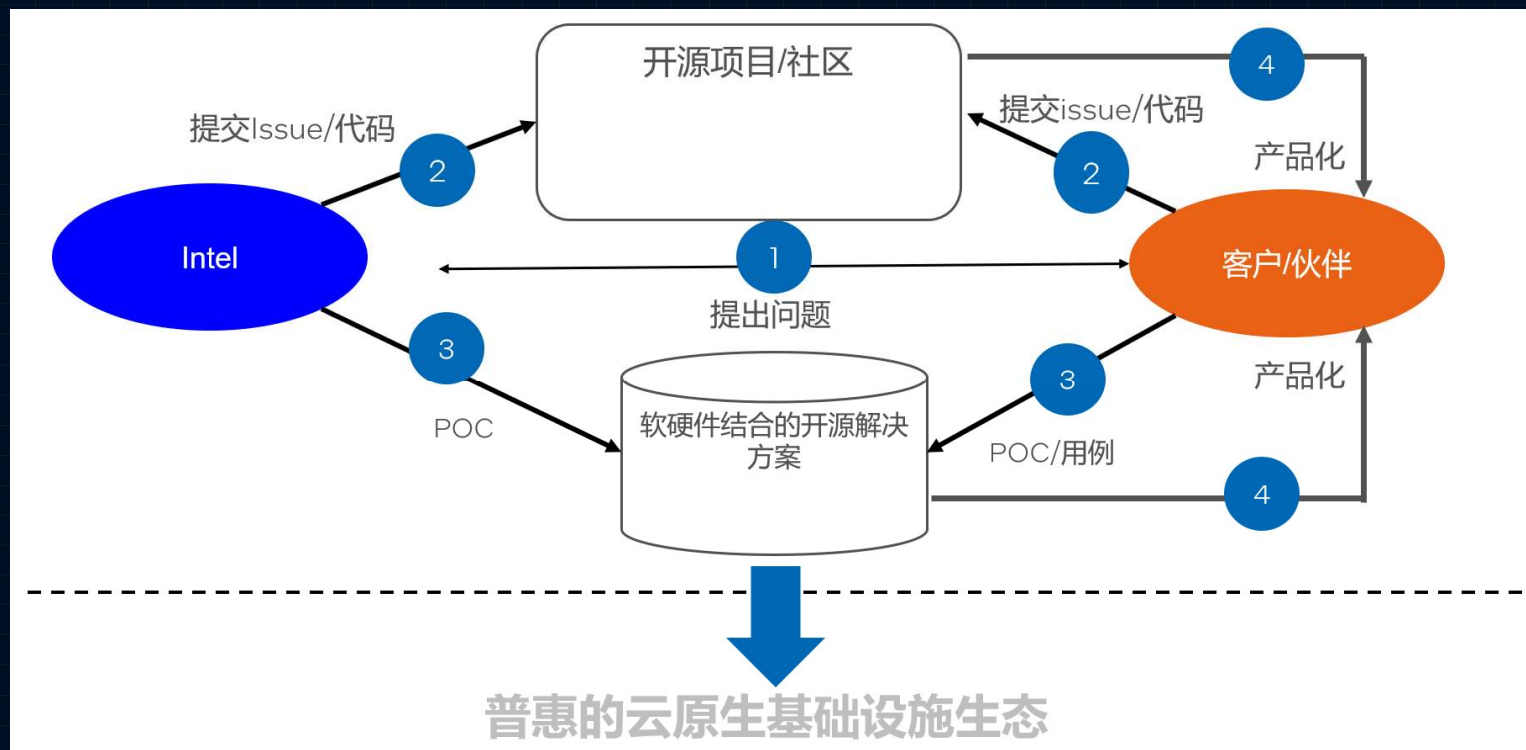 开源项目/社区
4
提交Issue/代码
提交issue/代码
2
2
产品化
Intel
1
客户/伙伴
提出问题
3
3
产品化
POC
软硬件结合的开源解决
方案
POC/用例
4
普惠的云原生基础设施生态